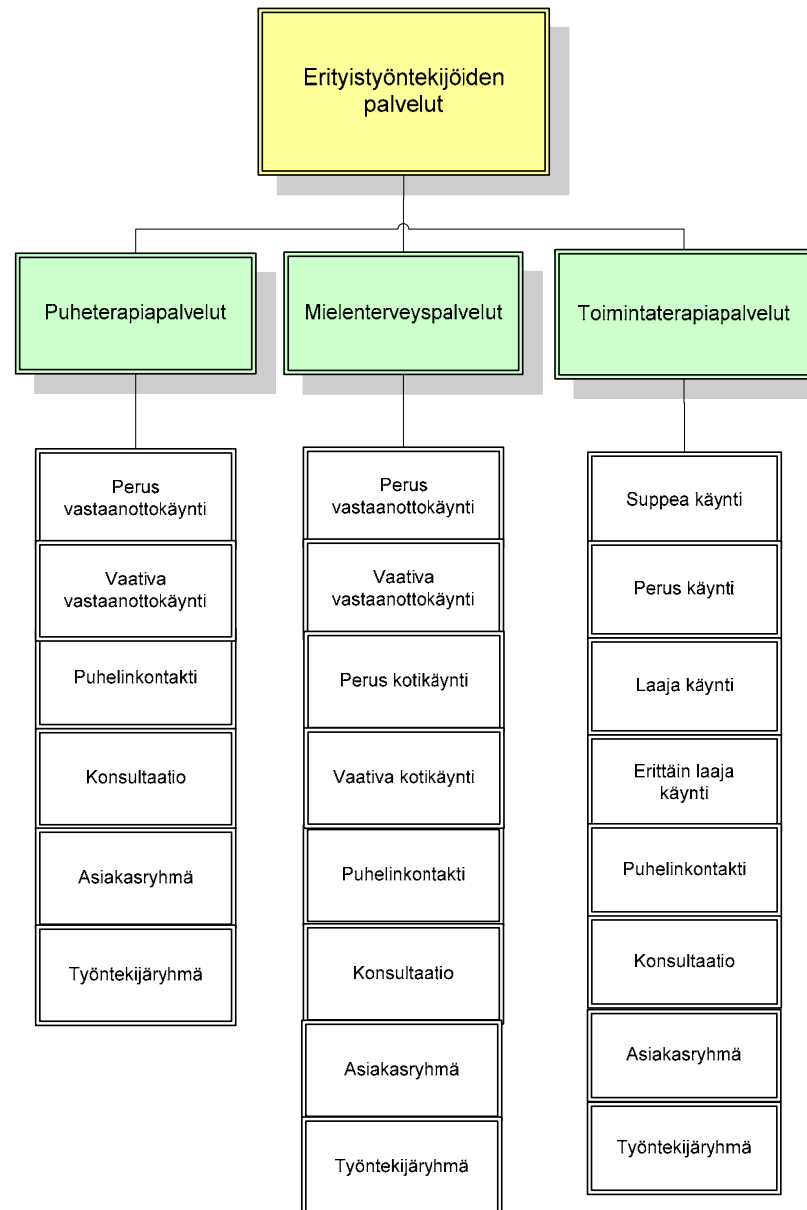 Erityistyöntekijöiden
palvelut
Puheterapiapalvelut
Mielenterveyspalvelut
Toimintaterapiapalvelut
Perus
vastaanottokäynti
Vaativa
vastaanottokäynti
Puhelinkontakti
Konsultaatio
Asiakasryhmä
Työntekijäryhmä
Perus
vastaanottokäynti
Vaativa
vastaanottokäynti
Perus kotikäynti
Vaativa kotikäynti
Puhelinkontakti
Konsultaatio
Asiakasryhmä
Työntekijäryhmä
Suppea käynti
Perus käynti
Laaja käynti
Erittäin laaja
käynti
Puhelinkontakti
Konsultaatio
Asiakasryhmä
Työntekijäryhmä